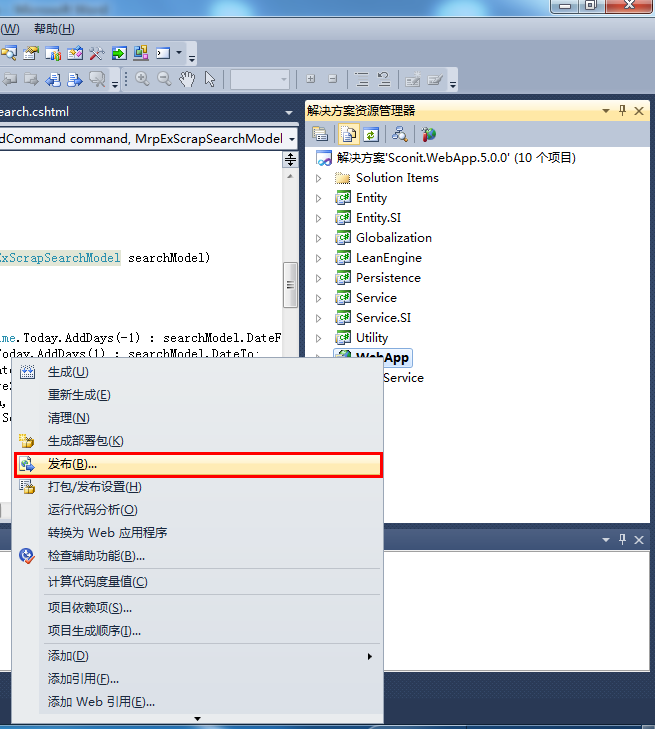 Microsoft Word
(W) 帮助(H)
earch.cshtml
解决方案资源管理器
dCommand command, MrpExScrapSearchModel
解决方案'Sconit.WebApp.5.0.0' (10 个项目)
Solution Items
Entity
Entity.SI
Globalization
LeanEngine
Persistence
Service
Service.SI
Utility
WebApp
Service
ExScrapSearchModel searchModel)
me.Today.AddDays(-1) : searchModel.DateF
Today.AddDays(1) : searchModel.DateTo;
生成(U)
重新生成(E)
清理(N)
生成部署包(K)
发布(B)...
打包/发布设置(H)
运行代码分析(O)
转换为 Web 应用程序
检查辅助功能(B)...
计算代码度量值(C)
项目依赖项(S)...
项目生成顺序(I)...
添加(D)
添加引用(F)...
添加 Web 引用(E)...